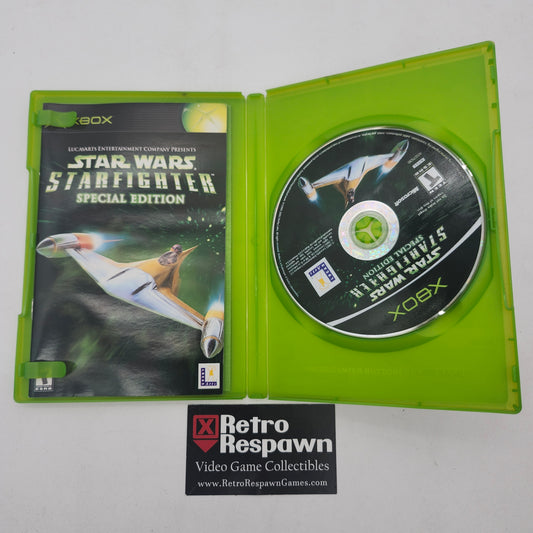 XBOX
LUCASARTS ENTERTAINMENT COMPANY PRESENTS
STAR WARS
STARFIGHTER
SPECIAL EDITION
Microsoft
STAR WARS
STARFIGHTER
SPECIAL EDITION
XBOX
X Retro
Respawn
Video Game Collectibles
www.RetroRespawnGames.com